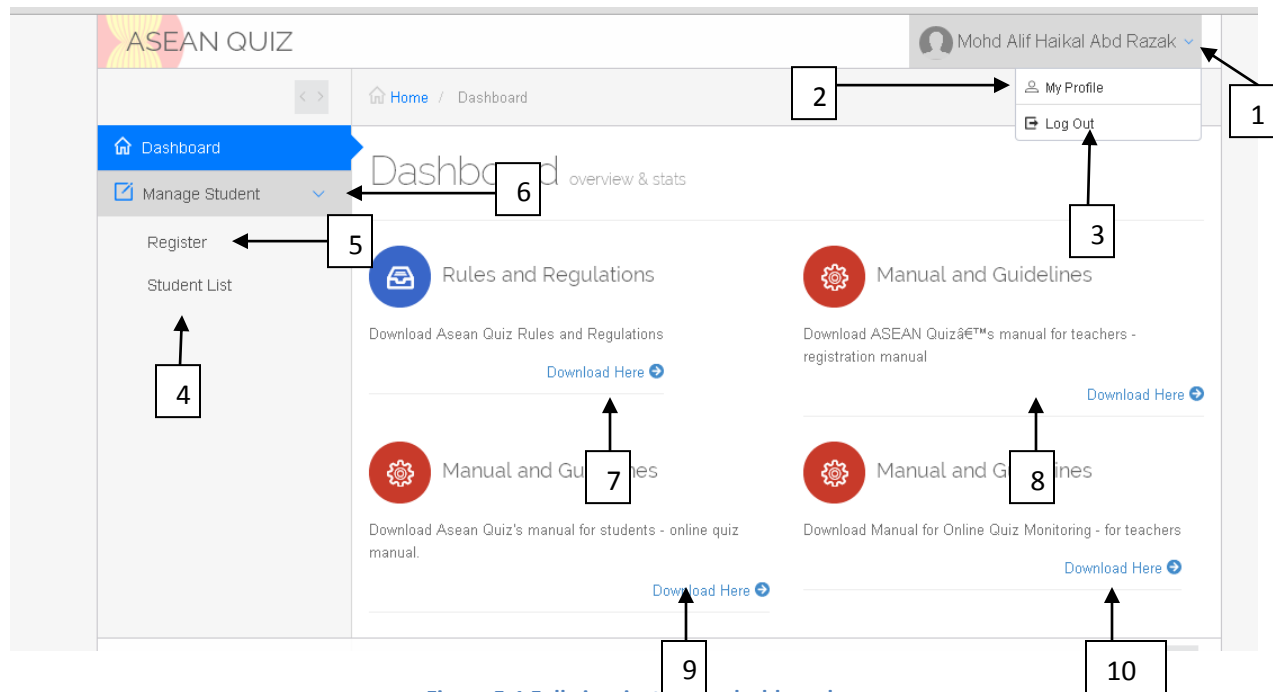 ASEAN QUIZ
Mohd Alif Haikal Abd Razak
Home / Dashboard
2
My Profile
1
Log Out
Dashboard
Manage Student
6
overview & stats
3
Register
5
Student List
Rules and Regulations
Manual and Guidelines
Download Asean Quiz Rules and Regulations
Download Here
Download ASEAN Quizâ€™s manual for teachers -
registration manual
Download Here
4
7
8
Manual and
Manual and
Download Asean Quiz's manual for students - online quiz
manual.
Download Here
Download Manual for Online Quiz Monitoring - for teachers
Download Here
9
10